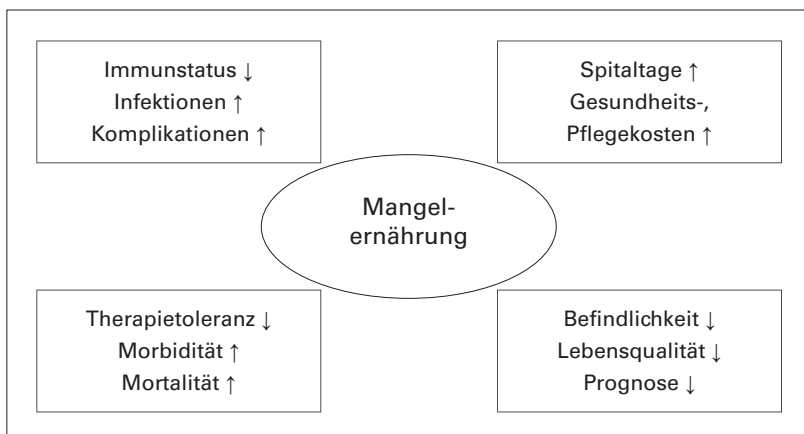 Immunstatus ↓
Infektionen ↑
Komplikationen ↑
Spitaltage ↑
Gesundheits-,
Pflegekosten ↑
Mangel-
ernährung
Therapietoleranz ↓
Morbidität ↑
Mortalität ↑
Befindlichkeit ↓
Lebensqualität ↓
Prognose ↓